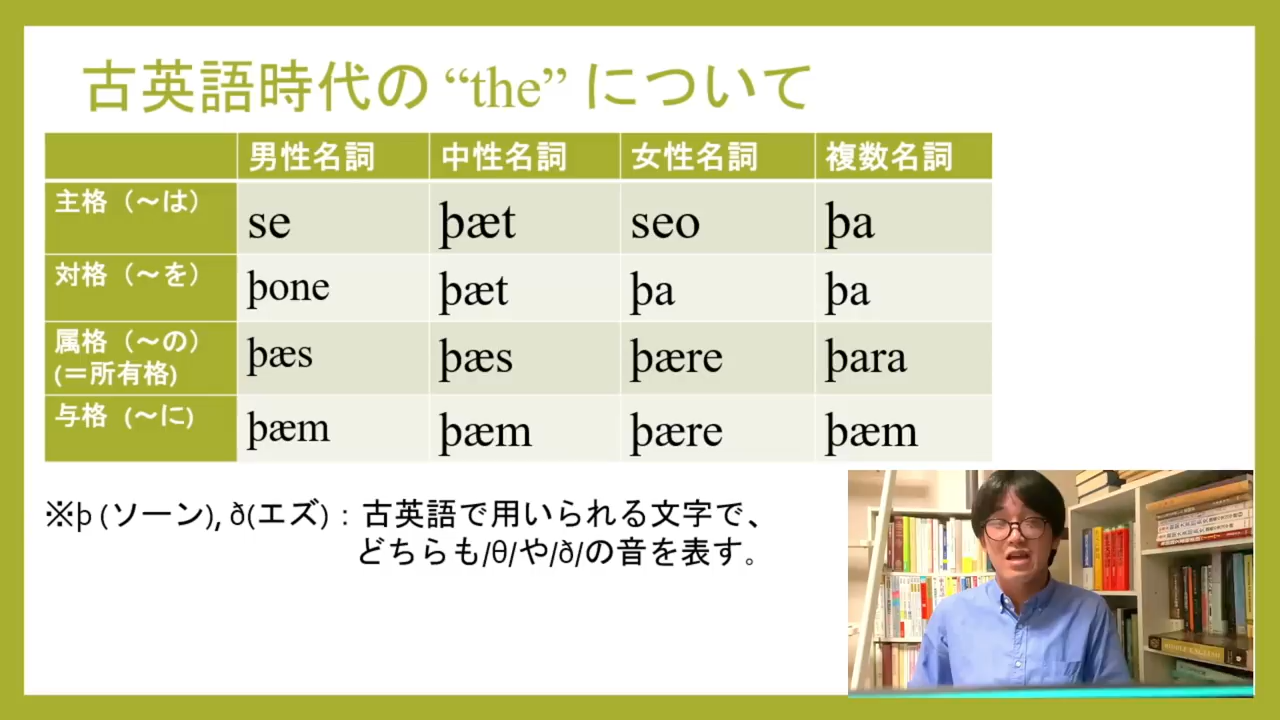 古英語時代の “the” について
男性名詞 中性名詞 女性名詞 複数名詞
主格（～は） se þæt seo þa
対格（～を） þone þæt þa þa
属格（～の） þæs þæs þære þara
(＝所有格)
与格 (～に) þæm þæm þære þæm
※þ (ソーン), ð(エズ)：古英語で用いられる文字で、
どちらも/θ/や/ð/の音を表す。
MIDDLE ENGLISH